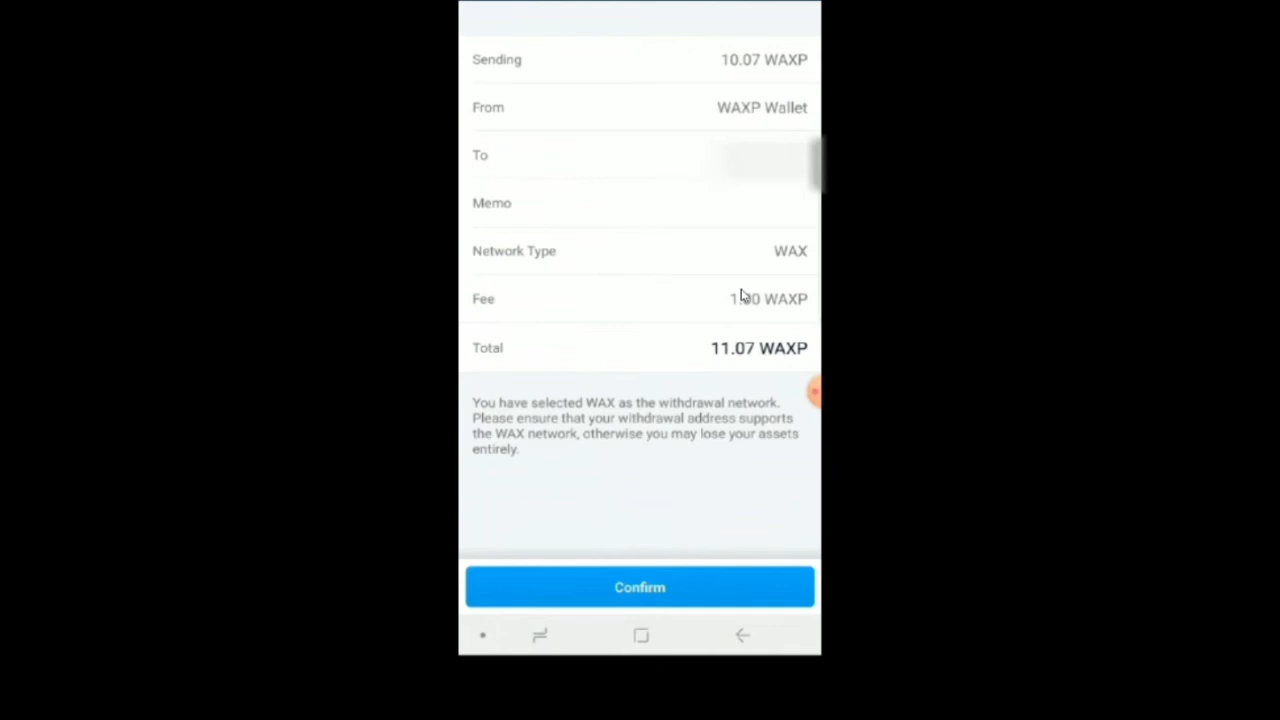 Sending 10.07 WAXP
From WAXP Wallet
To
Memo
Network Type WAX
Fee 1.00 WAXP
Total 11.07 WAXP
You have selected WAX as the withdrawal network.
Please ensure that your withdrawal address supports
the WAX network, otherwise you may lose your assets
entirely.
Confirm